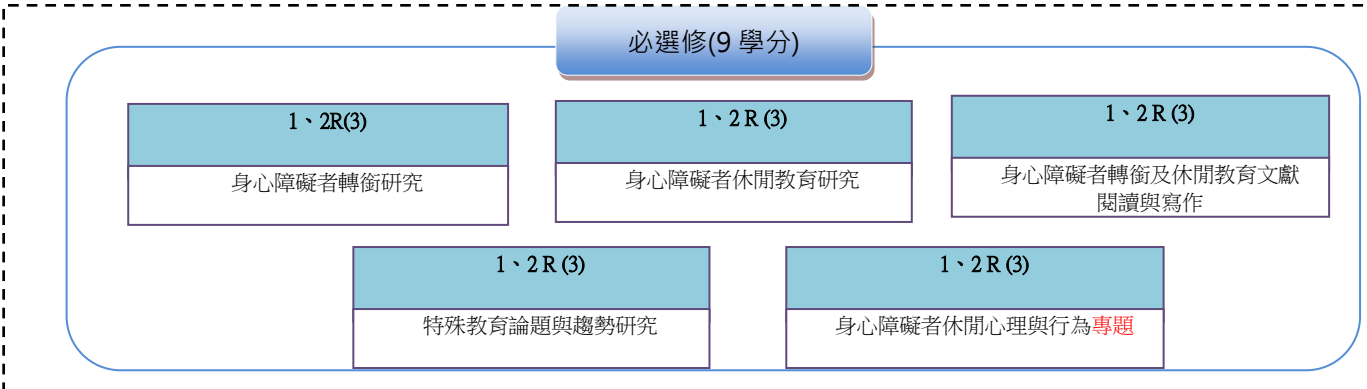 必選修(9 學分)
1、2R(3)
身心障礙者轉銜研究
1、2 R (3)
身心障礙者休閒教育研究
1、2 R (3)
身心障礙者轉銜及休閒教育文獻
閱讀與寫作
1、2 R (3)
特殊教育論題與趨勢研究
1、2 R (3)
身心障礙者休閒心理與行為專題